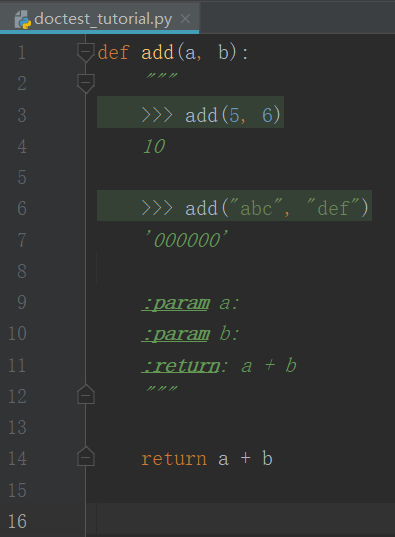 doctest_tutorial.py
1 def add(a, b):
2 """
3 >>> add(5, 6)
4 10
5
6 >>> add("abc", "def")
7 '000000'
8
9 :param a:
10 :param b:
11 :return: a + b
12 """
13
14 return a + b
15
16